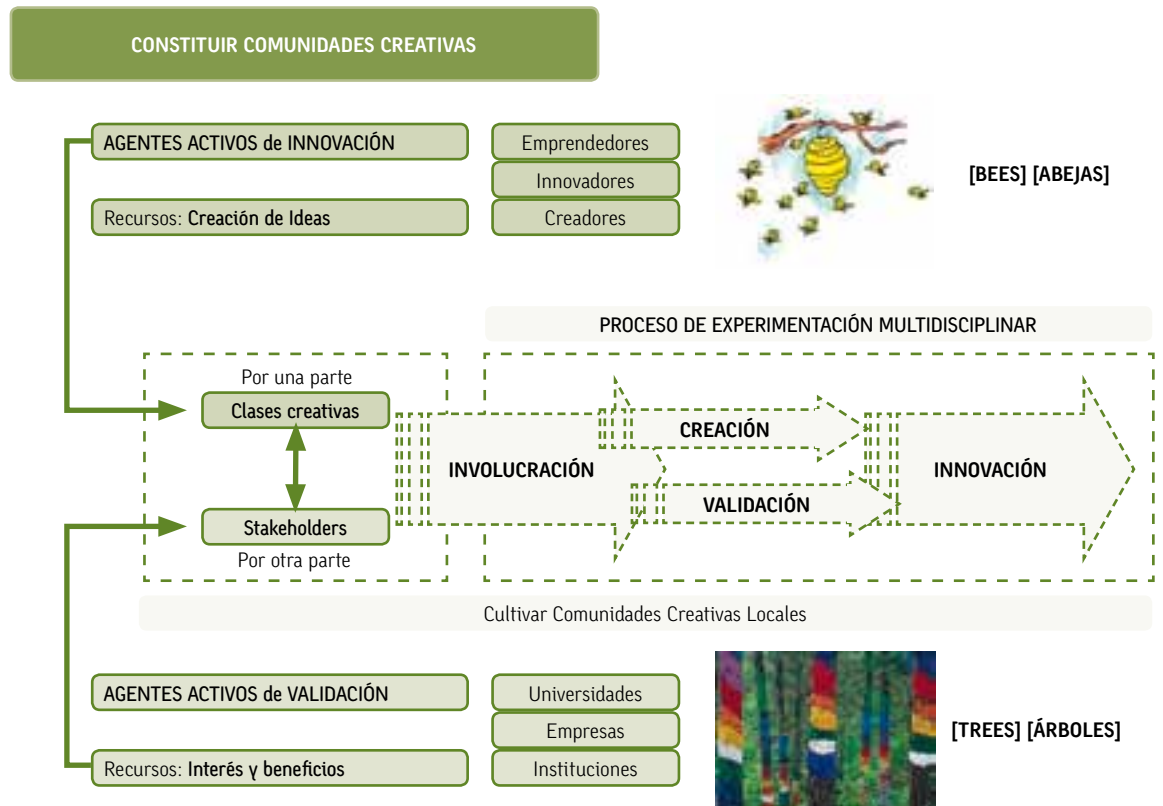 CONSTITUIR COMUNIDADES CREATIVAS
AGENTES ACTIVOS de INNOVACIÓN
Emprendedores
Innovadores
Recursos: Creación de Ideas
Creadores
[BEES] [ABEJAS]
PROCESO DE EXPERIMENTACIÓN MULTIDISCIPLINAR
Por una parte
Clases creativas
Stakeholders
Por otra parte
INVOLUCRACIÓN
CREACIÓN
VALIDACIÓN
INNOVACIÓN
Cultivar Comunidades Creativas Locales
AGENTES ACTIVOS de VALIDACIÓN
Universidades
Empresas
Recursos: Interés y beneficios
Instituciones
[TREES] [ÁRBOLES]